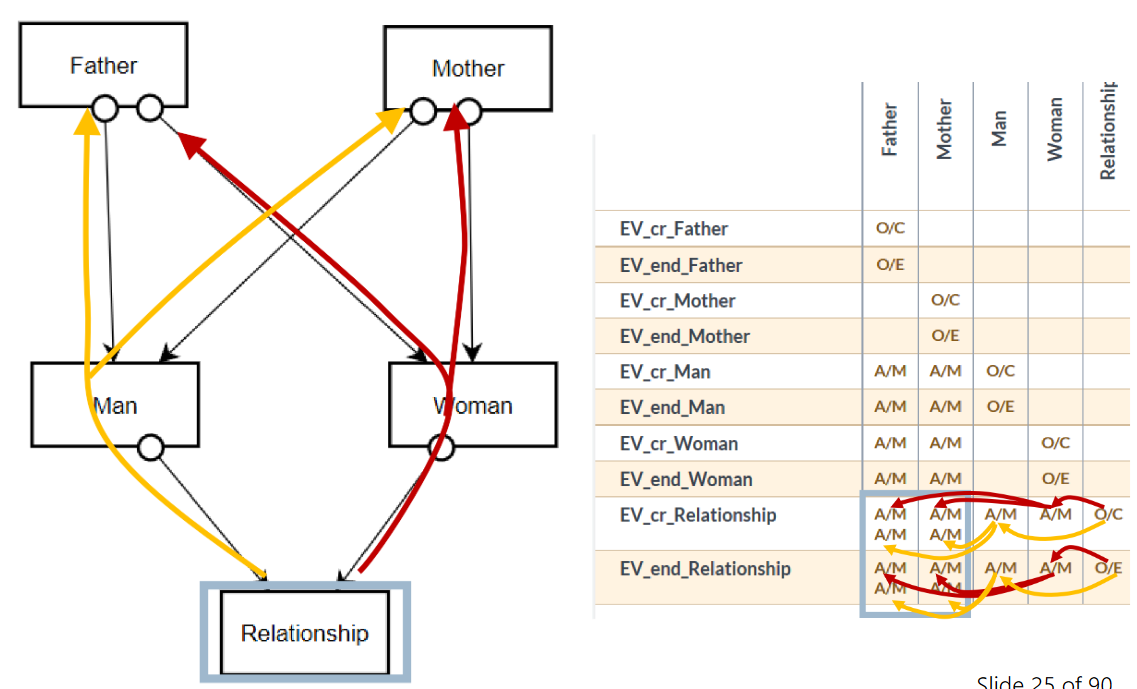 Father
Mother
Man
Woman
Relationship
Father Mother Man Woman Relationship
EV_cr_Father O/C
EV_end_Father O/E
EV_cr_Mother O/C
EV_end_Mother O/E
EV_cr_Man A/M A/M O/C
EV_end_Man A/M A/M O/E
EV_cr_Woman A/M A/M O/C
EV_end_Woman A/M A/M O/E
EV_cr_Relationship A/M A/M A/M A/M O/C
A/M A/M
EV_end_Relationship A/M A/M A/M A/M O/E
A/M A/M
Slide 25 of 90